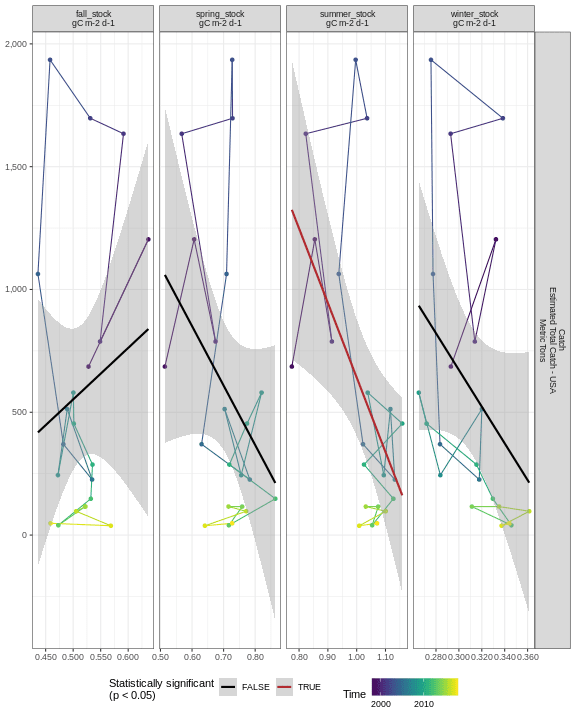 fall_stock
gC m-2 d-1
spring_stock
gC m-2 d-1
summer_stock
gC m-2 d-1
winter_stock
gC m-2 d-1
2,000
1,500
1,000
500
0
Catch
Estimated Total Catch - USA
Metric Tons
0.450 0.500 0.550 0.600
0.50 0.60 0.70 0.80
0.80 0.90 1.00 1.10
0.280 0.300 0.320 0.340 0.360
Statistically significant
(p < 0.05)
FALSE
TRUE
Time
2000 2010